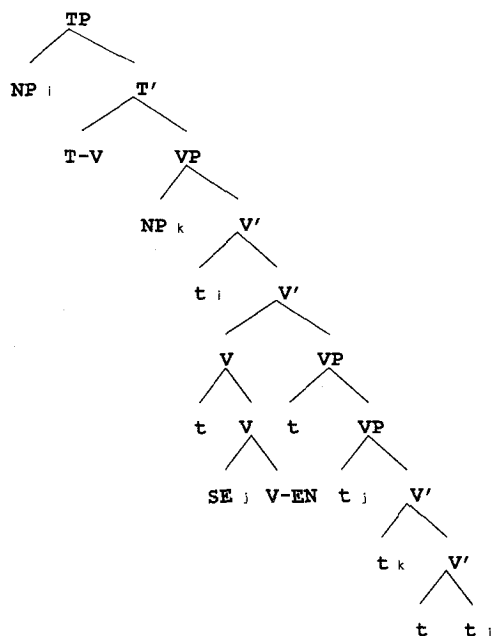 TP
NP i T'
T-V VP
NP k V'
t i V'
V VP
t V t VP
SE j V-EN t j V'
t k V'
t t i